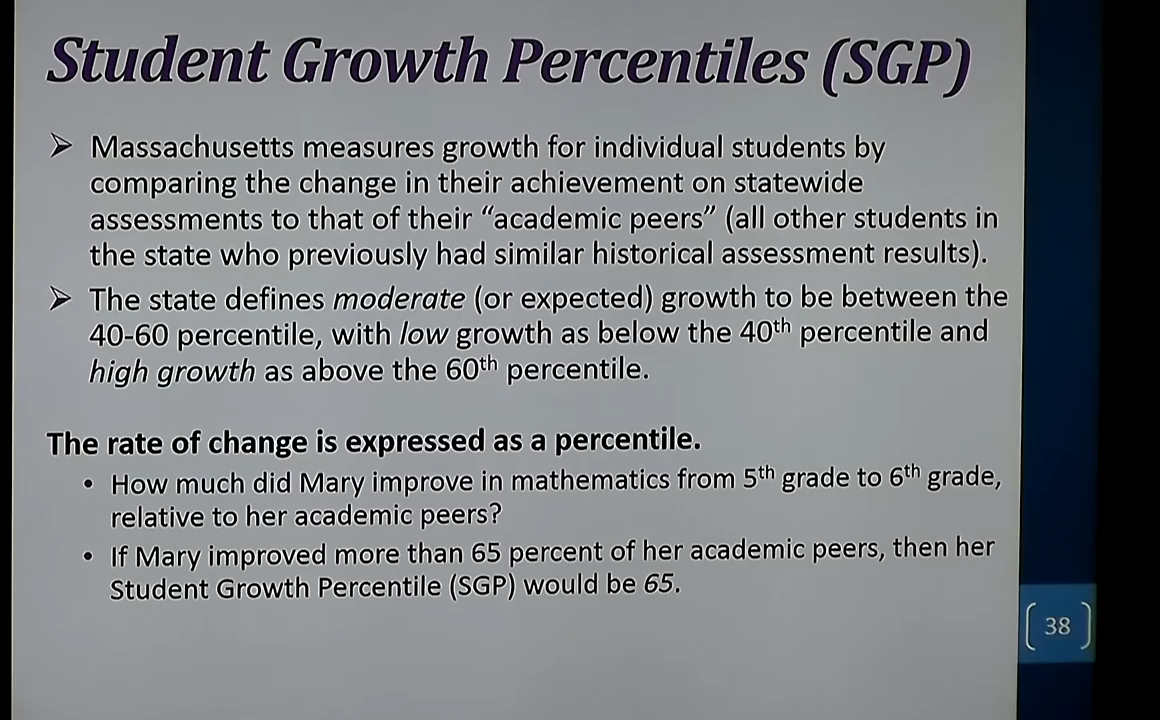 Student Growth Percentiles (SGP)
➢ Massachusetts measures growth for individual students by
comparing the change in their achievement on statewide
assessments to that of their “academic peers” (all other students in
the state who previously had similar historical assessment results).
➢ The state defines moderate (or expected) growth to be between the
40-60 percentile, with low growth as below the 40th percentile and
high growth as above the 60th percentile.
The rate of change is expressed as a percentile.
• How much did Mary improve in mathematics from 5th grade to 6th grade,
relative to her academic peers?
• If Mary improved more than 65 percent of her academic peers, then her
Student Growth Percentile (SGP) would be 65.
38